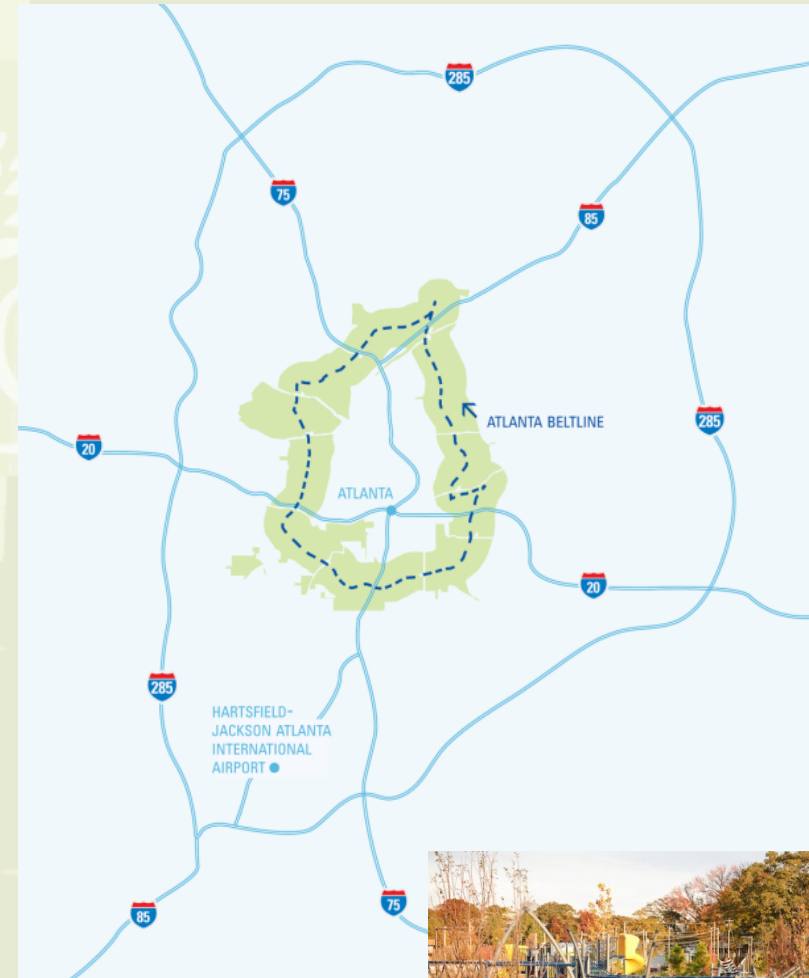 285
75
85
ATLANTA BELTLINE
285
20
ATLANTA
20
285
HARTSFIELD-
JACKSON ATLANTA
INTERNATIONAL
AIRPORT
75
85